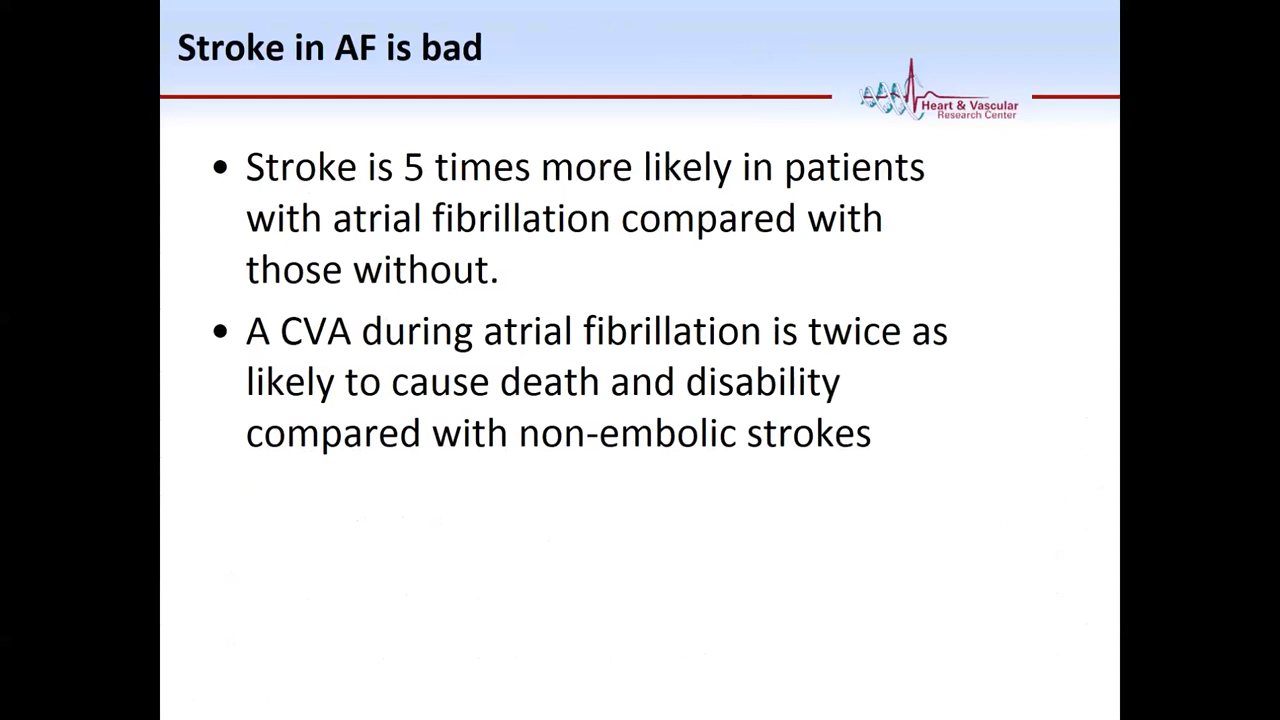 Stroke in AF is bad
Heart & Vascular
Research Center
• Stroke is 5 times more likely in patients
with atrial fibrillation compared with
those without.
• A CVA during atrial fibrillation is twice as
likely to cause death and disability
compared with non-embolic strokes